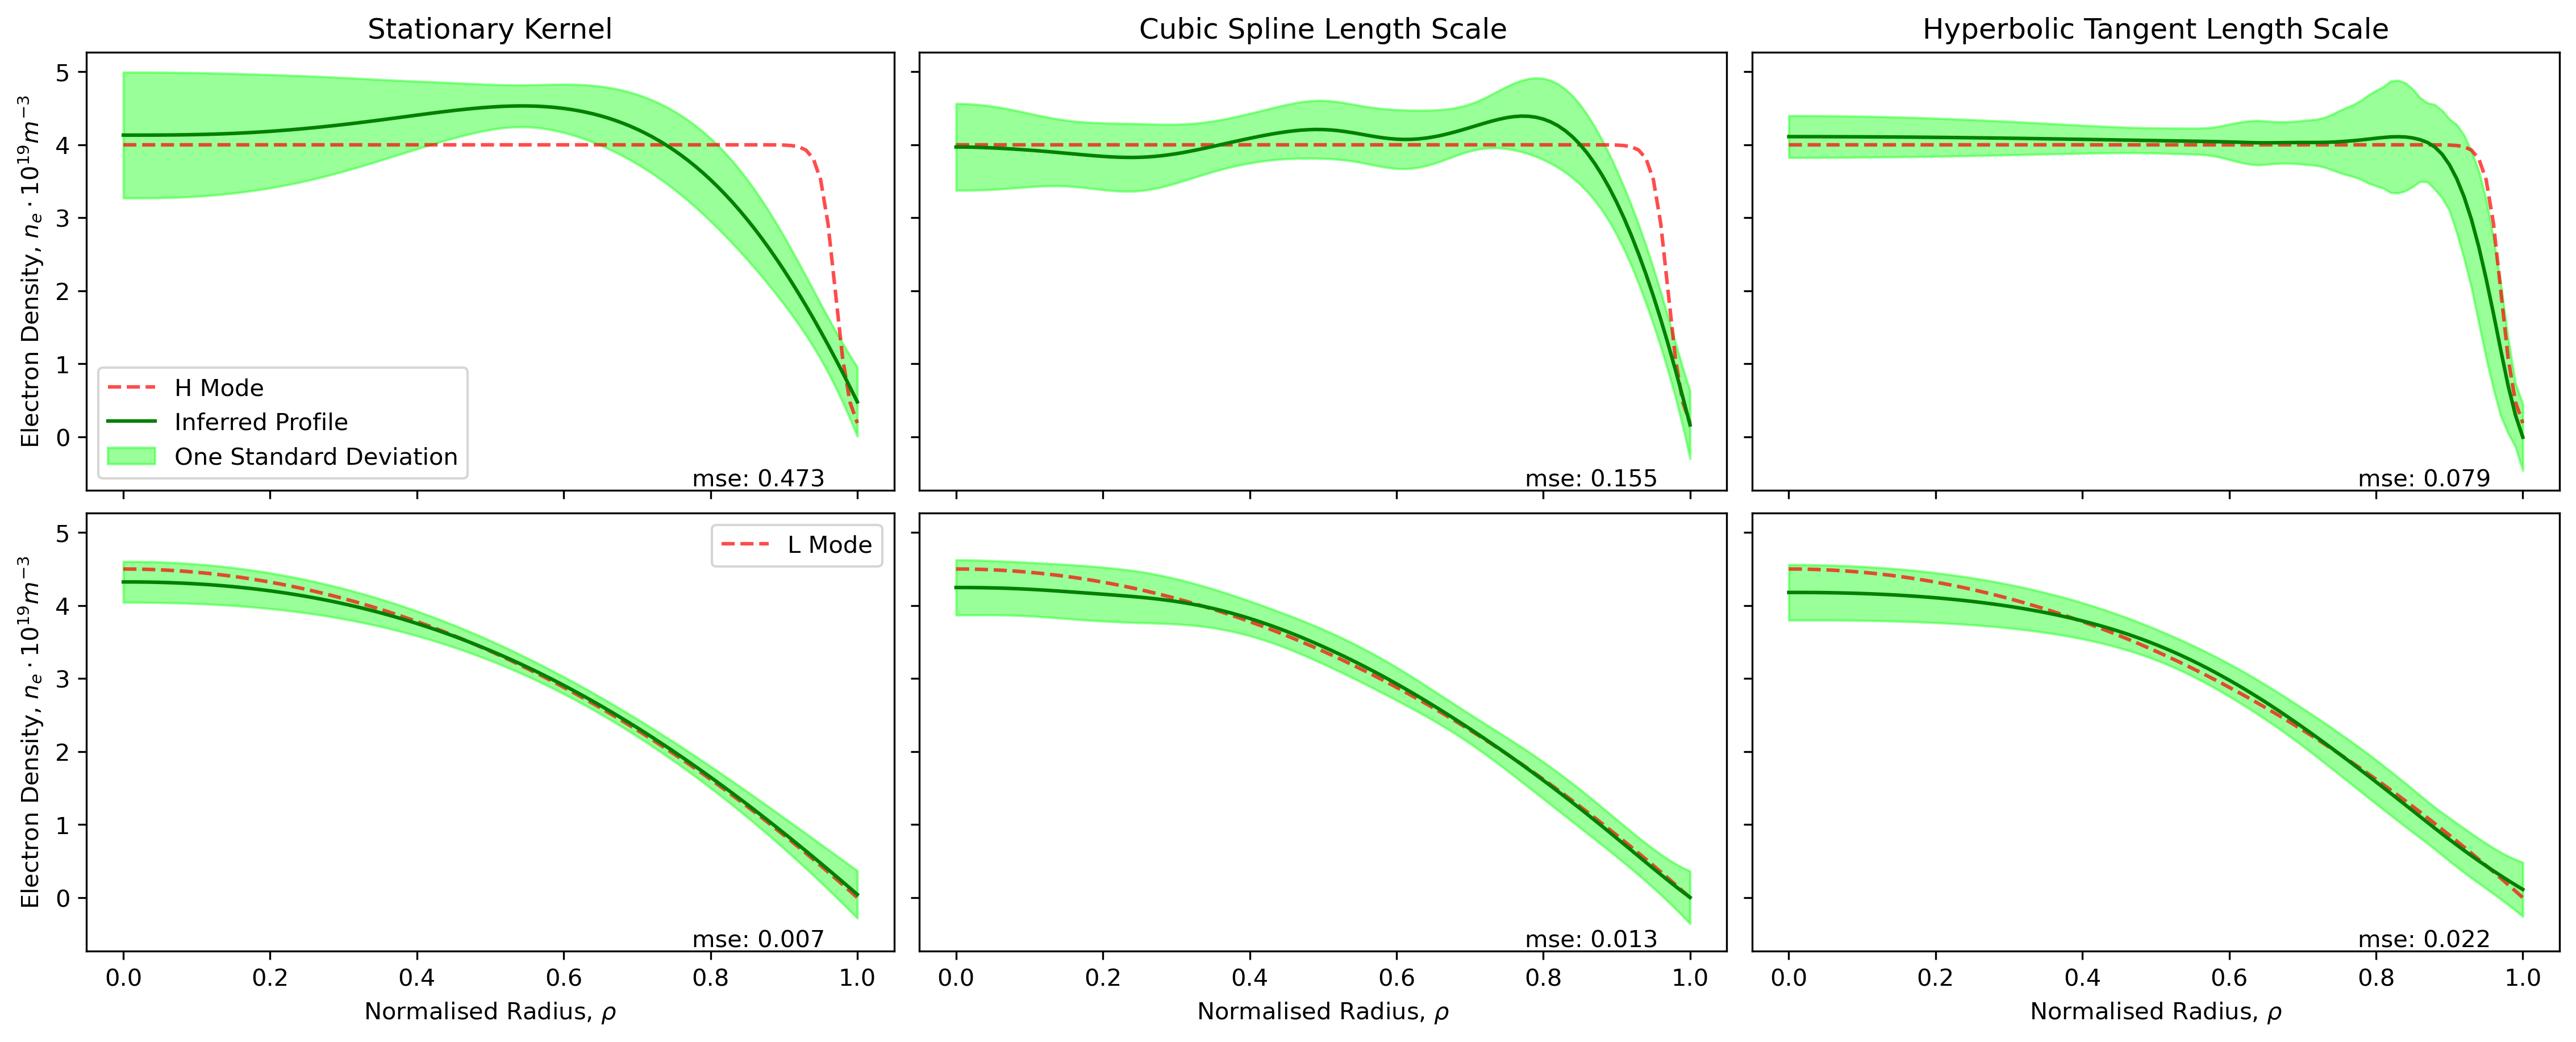 Stationary Kernel
Cubic Spline Length Scale
Hyperbolic Tangent Length Scale
Electron Density, $n_e \cdot 10^{19} m^{-3}$
5
4
3
2
1
0
H Mode
Inferred Profile
One Standard Deviation
mse: 0.473
mse: 0.155
mse: 0.079
Electron Density, $n_e \cdot 10^{19} m^{-3}$
5
4
3
2
1
0
L Mode
mse: 0.007
mse: 0.013
mse: 0.022
0.0 0.2 0.4 0.6 0.8 1.0
0.0 0.2 0.4 0.6 0.8 1.0
0.0 0.2 0.4 0.6 0.8 1.0
Normalised Radius, ρ
Normalised Radius, ρ
Normalised Radius, ρ